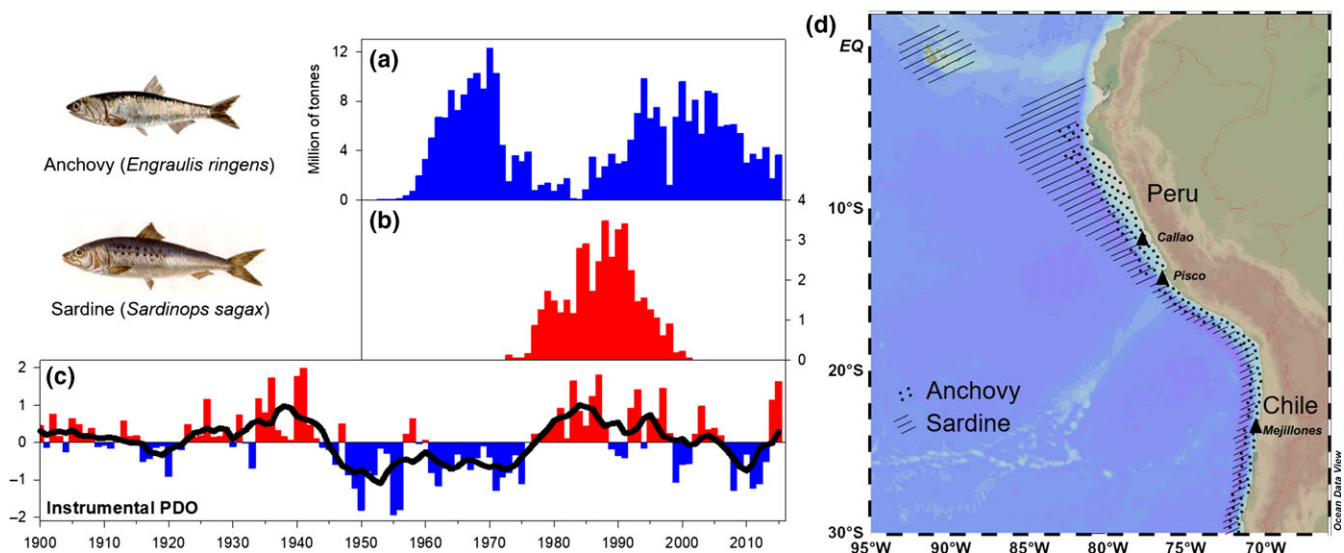 Anchovy (Engraulis ringens)
Sardine (Sardinops sagax)
(a)
Million of tonnes
12
8
4
0
(b)
4
3
2
1
0
(c)
2
1
0
−1
−2
Instrumental PDO
1900 1910 1920 1930 1940 1950 1960 1970 1980 1990 2000 2010
(d)
EQ
10°S
20°S
30°S
Peru
Callao
Pisco
Anchovy
Sardine
Chile
Mejillones
Ocean Data View
95°W 90°W 85°W 80°W 75°W 70°W